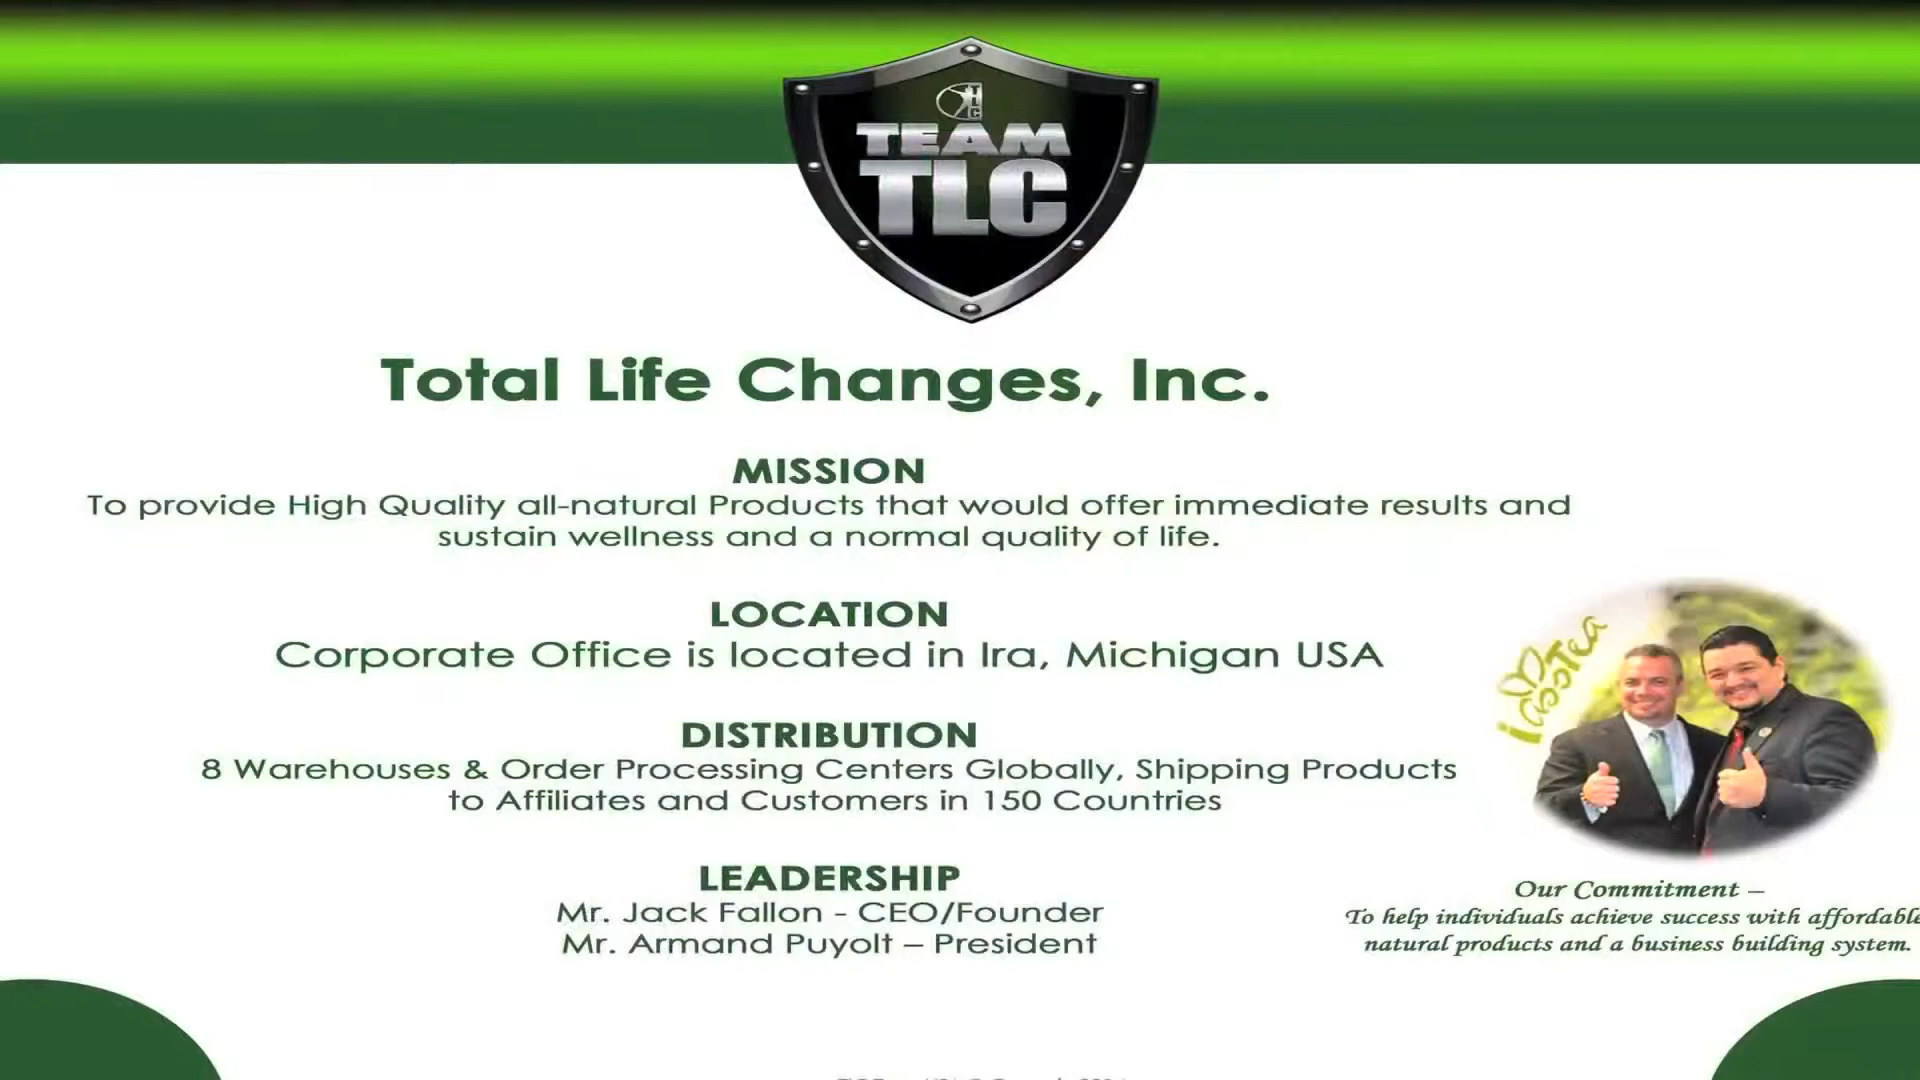 TLC
TEAM
TLC
Total Life Changes, Inc.
MISSION
To provide High Quality all-natural Products that would offer immediate results and
sustain wellness and a normal quality of life.
LOCATION
Corporate Office is located in Ira, Michigan USA
DISTRIBUTION
8 Warehouses & Order Processing Centers Globally, Shipping Products
to Affiliates and Customers in 150 Countries
LEADERSHIP
Mr. Jack Fallon - CEO/Founder
Mr. Armand Puyolt – President
iasoTea
Our Commitment –
To help individuals achieve success with affordable
natural products and a business building system.